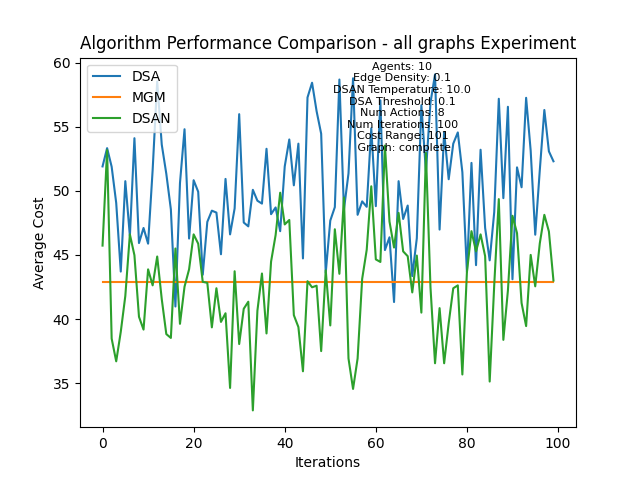 Algorithm Performance Comparison - all graphs Experiment
DSA
MGM
DSAN
Agents: 10
Edge Density: 0.1
DSAN Temperature: 10.0
DSA Threshold: 0.1
Num Actions: 8
Num Iterations: 100
Cost Range: 101
Graph: complete
60
55
50
45
40
35
Average Cost
0
20
40
60
80
100
Iterations